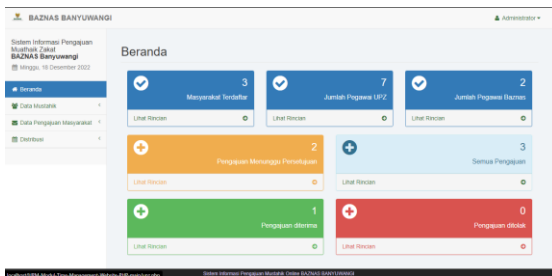 BAZNAS BANYUWANGI
Administrator
Sistem Informasi Pengajuan
Musthaik Zakat
BAZNAS Banyuwangi
Minggu, 18 Desember 2022
Beranda
Data Mustahik
Data Pengajuan Masyarakat
Distribusi
Beranda
3
Masyarakat Terdaftar
Lihat Rincian
7
Jumlah Pegawai UPZ
Lihat Rincian
2
Jumlah Pegawai Baznas
Lihat Rincian
2
Pengajuan Menunggu Persetujuan
Lihat Rincian
3
Semua Pengajuan
Lihat Rincian
1
Pengajuan diterima
Lihat Rincian
0
Pengajuan ditolak
Lihat Rincian
Sistem Informasi Pengajuan Mustahik Online BAZNAS BANYUWANGI